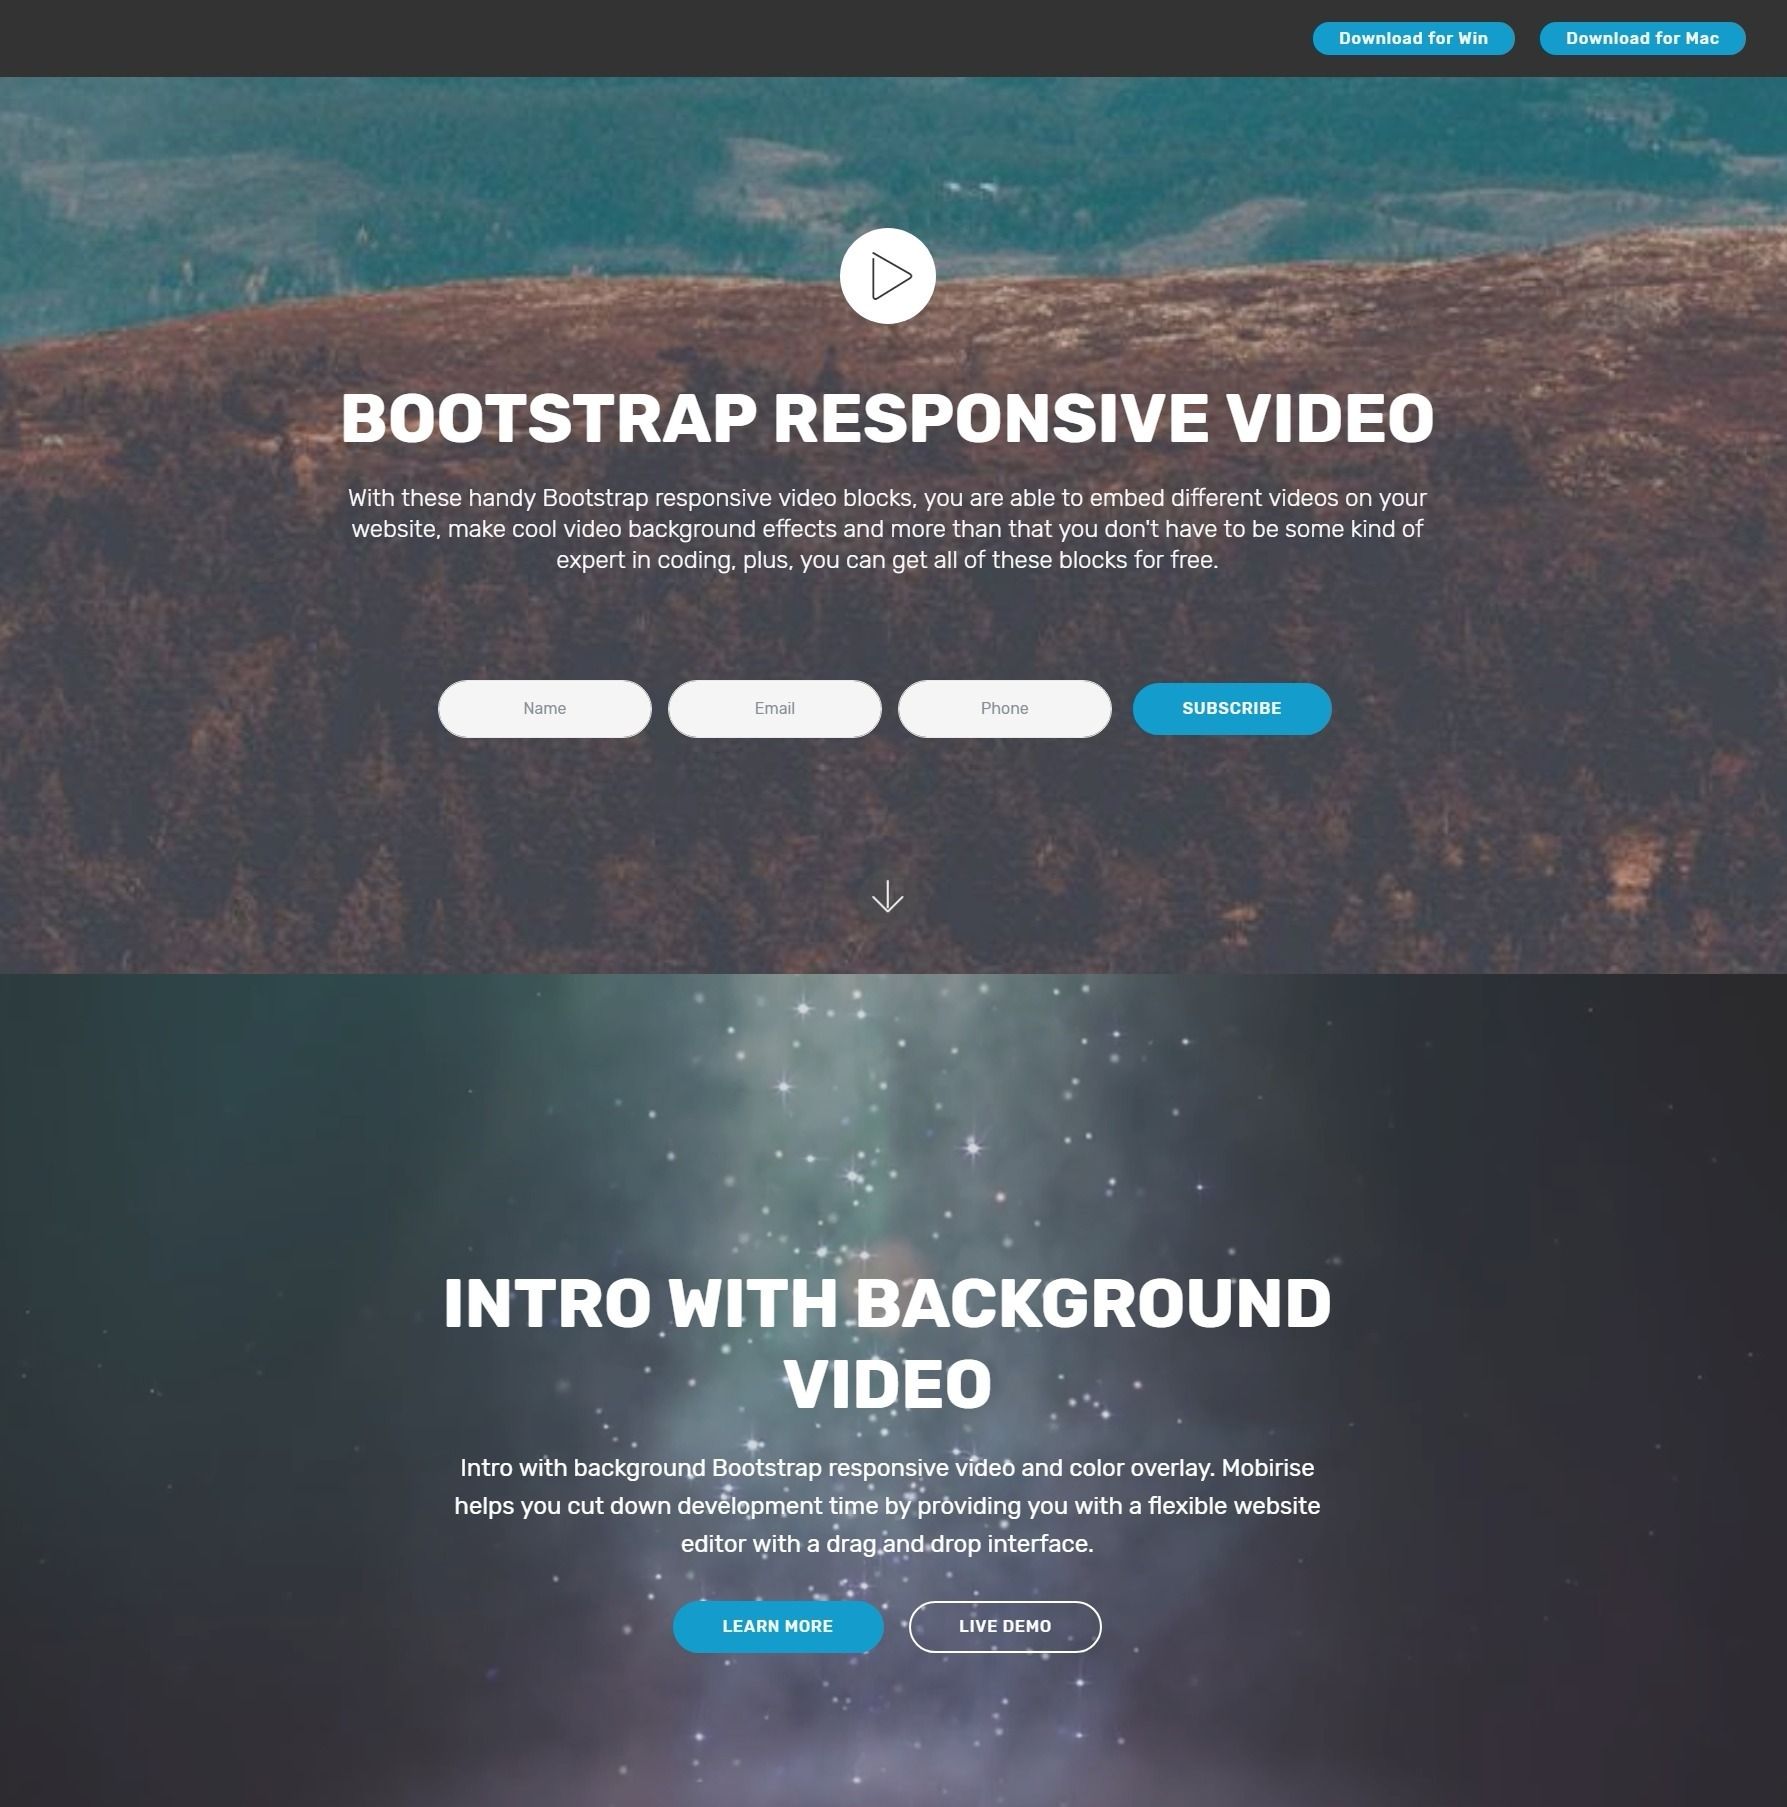 Download for Win
Download for Mac
BOOTSTRAP RESPONSIVE VIDEO
With these handy Bootstrap responsive video blocks, you are able to embed different videos on your
website, make cool video background effects and more than that you don't have to be some kind of
expert in coding, plus, you can get all of these blocks for free.
Name
Email
Phone
SUBSCRIBE
INTRO WITH BACKGROUND
VIDEO
Intro with background Bootstrap responsive video and color overlay. Mobirise
helps you cut down development time by providing you with a flexible website
editor with a drag and drop interface.
LEARN MORE
LIVE DEMO